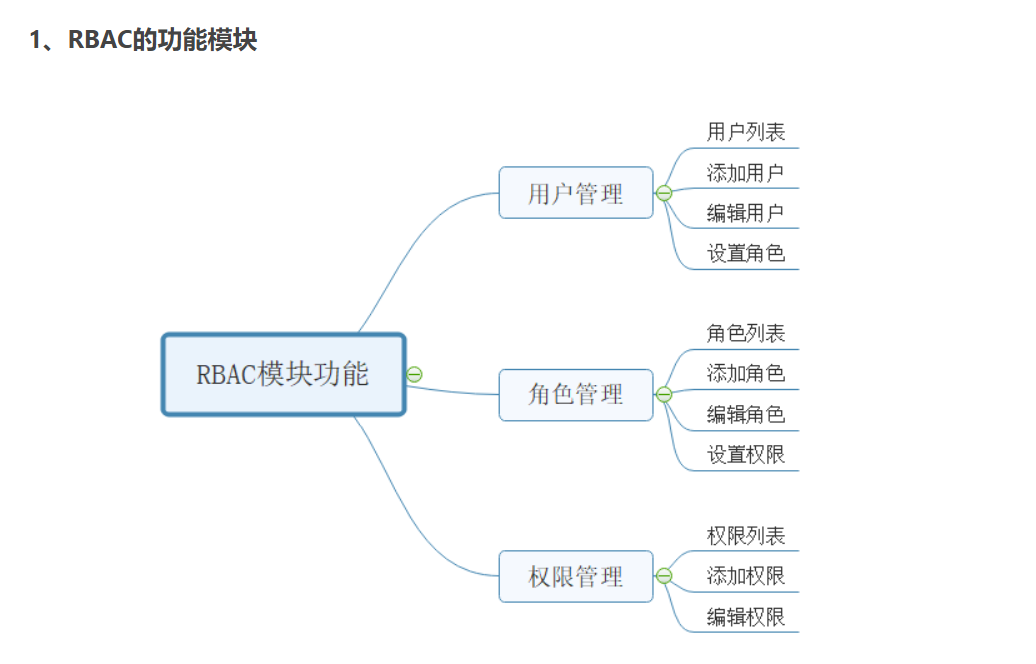 1、RBAC的功能模块
RBAC模块功能
用户管理
用户列表
添加用户
编辑用户
设置角色
角色管理
角色列表
添加角色
编辑角色
设置权限
权限管理
权限列表
添加权限
编辑权限